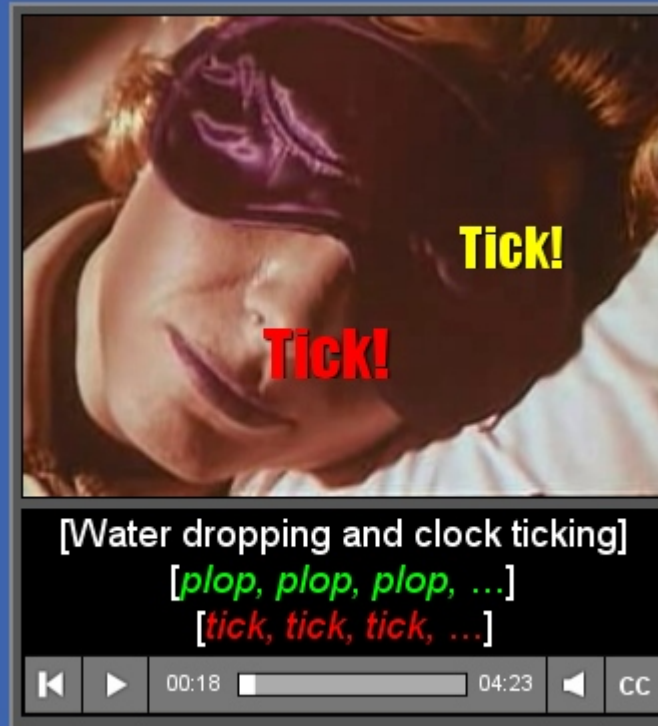 Tick!
Tick!
[Water dropping and clock ticking]
[plop, plop, plop, …]
[tick, tick, tick, …]
00:18 04:23 CC